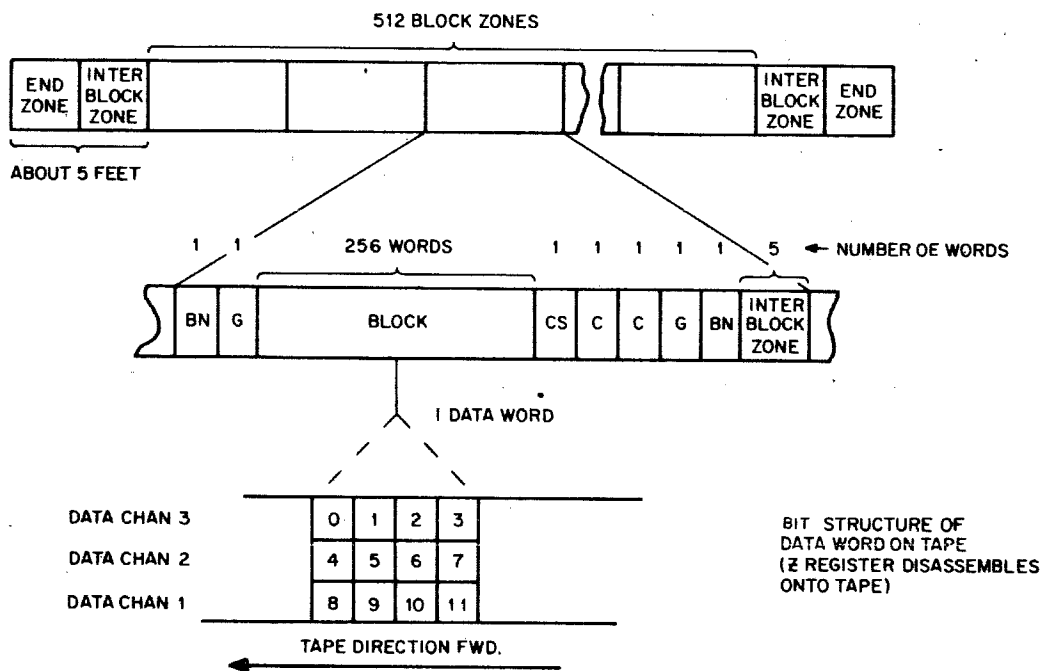 512 BLOCK ZONES
END ZONE
INTER BLOCK ZONE
INTER BLOCK ZONE
END ZONE
ABOUT 5 FEET
1 1 256 WORDS 1 1 1 1 1 5 ← NUMBER OE WORDS
BN G BLOCK CS C C G BN INTER BLOCK ZONE
1 DATA WORD
DATA CHAN 3 0 1 2 3
DATA CHAN 2 4 5 6 7
DATA CHAN 1 8 9 10 11
TAPE DIRECTION FWD.
BIT STRUCTURE OF
DATA WORD ON TAPE
(Z REGISTER DISASSEMBLES
ONTO TAPE)